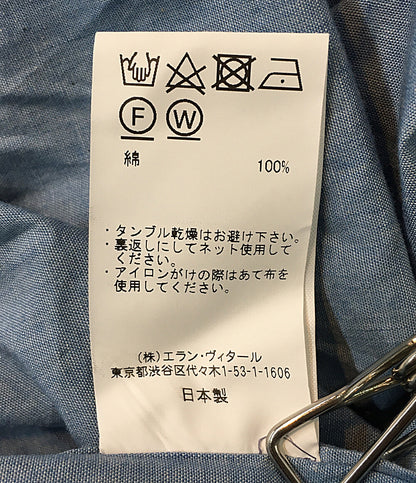 F W
綿 100%
・タンブル乾燥はお避け下さい。
・裏返しにしてネット使用して
ください。
・アイロンがけの際はあて布を
使用してください。
(株)エラン・ヴィタール
東京都渋谷区代々木1-53-1-1606
日本製